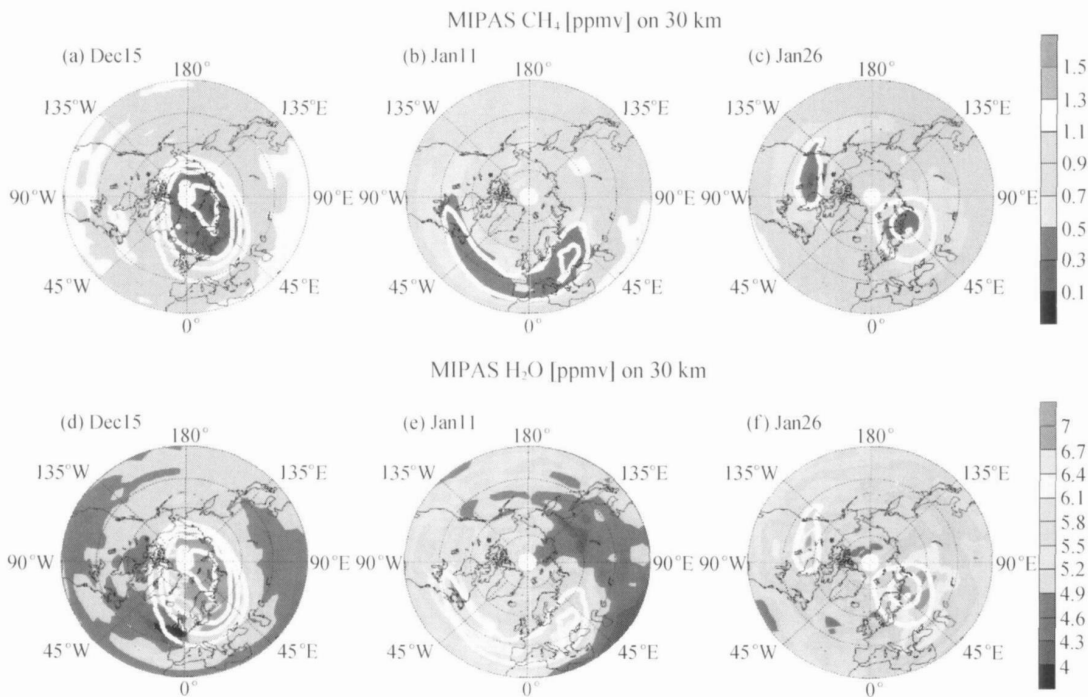 MIPAS CH₄ [ppmv] on 30 km
(a) Dec15
(b) Jan11
(c) Jan26
180°
180°
180°
135°W
135°E
135°W
135°E
135°W
135°E
90°W
90°E
90°W
90°E
90°W
90°E
45°W
45°E
45°W
45°E
45°W
45°E
0°
0°
0°
1.5
1.3
1.1
0.9
0.7
0.5
0.3
0.1
MIPAS H₂O [ppmv] on 30 km
(d) Dec15
(e) Jan11
(f) Jan26
180°
180°
180°
135°W
135°E
135°W
135°E
135°W
135°E
90°W
90°E
90°W
90°E
90°W
90°E
45°W
45°E
45°W
45°E
45°W
45°E
0°
0°
0°
7
6.7
6.4
6.1
5.8
5.5
5.2
4.9
4.6
4.3
4